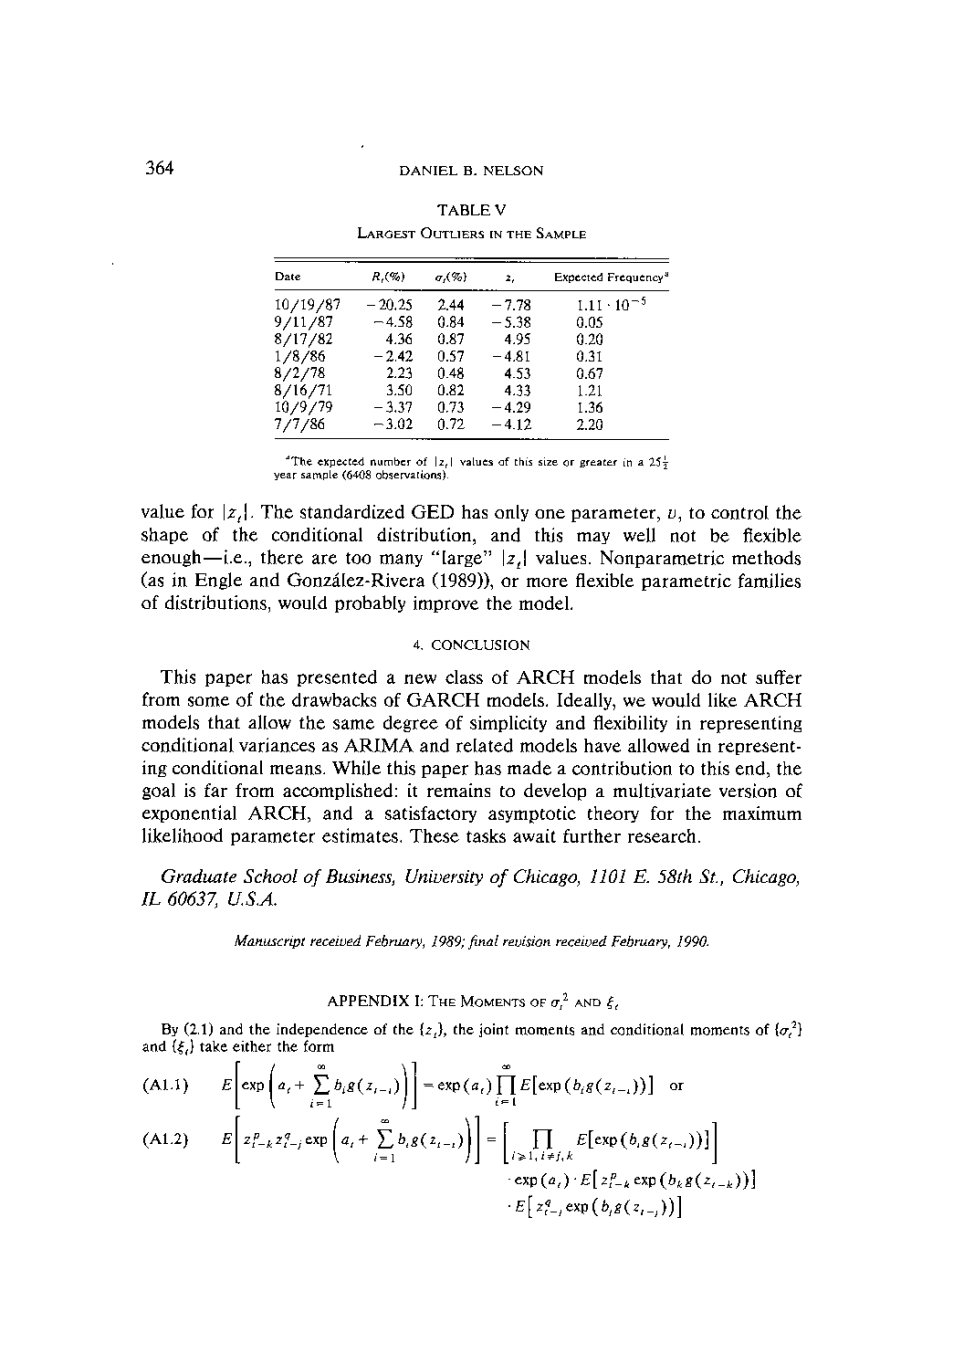 364
DANIEL B. NELSON
TABLE V
LARGEST OUTLIERS IN THE SAMPLE
Date R_t(%) σ_t(%) z_t Expected Frequency^a
10/19/87 −20.25 2.44 −7.78 1.11 · 10^−5
9/11/87 −4.58 0.84 −5.38 0.05
8/17/82 4.36 0.87 4.95 0.20
1/8/86 −2.42 0.57 −4.81 0.31
8/2/78 2.23 0.48 4.53 0.67
8/16/71 3.50 0.82 4.33 1.21
10/9/79 −3.37 0.73 −4.29 1.36
7/7/86 −3.02 0.72 −4.12 2.20
^a The expected number of |z_t| values of this size or greater in a 25½
year sample (6408 observations).
value for |z_t|. The standardized GED has only one parameter, υ, to control the
shape of the conditional distribution, and this may well not be flexible
enough—i.e., there are too many “large” |z_t| values. Nonparametric methods
(as in Engle and González-Rivera (1989)), or more flexible parametric families
of distributions, would probably improve the model.
4. CONCLUSION
This paper has presented a new class of ARCH models that do not suffer
from some of the drawbacks of GARCH models. Ideally, we would like ARCH
models that allow the same degree of simplicity and flexibility in representing
conditional variances as ARIMA and related models have allowed in represent-
ing conditional means. While this paper has made a contribution to this end, the
goal is far from accomplished: it remains to develop a multivariate version of
exponential ARCH, and a satisfactory asymptotic theory for the maximum
likelihood parameter estimates. These tasks await further research.
Graduate School of Business, University of Chicago, 1101 E. 58th St., Chicago,
IL 60637, U.S.A.
Manuscript received February, 1989; final revision received February, 1990.
APPENDIX I: THE MOMENTS OF σ_t^2 AND ξ_t
By (2.1) and the independence of the {z_t}, the joint moments and conditional moments of {σ_t^2}
and {ξ_t} take either the form
(A1.1) E[exp(a_t + ∑_{i=1}^∞ b_i g(z_{t−i}))] = exp(a_t) ∏_{i=1}^∞ E[exp(b_i g(z_{t−i}))] or
(A1.2) E[z_{t−k}^p z_{t−j}^q exp(a_t + ∑_{i=1}^∞ b_i g(z_{t−i}))] = [∏_{i≥1, i≠j,k} E[exp(b_i g(z_{t−i}))]]
· exp(a_t) · E[z_{t−k}^p exp(b_k g(z_{t−k}))]
· E[z_{t−j}^q exp(b_j g(z_{t−j}))]